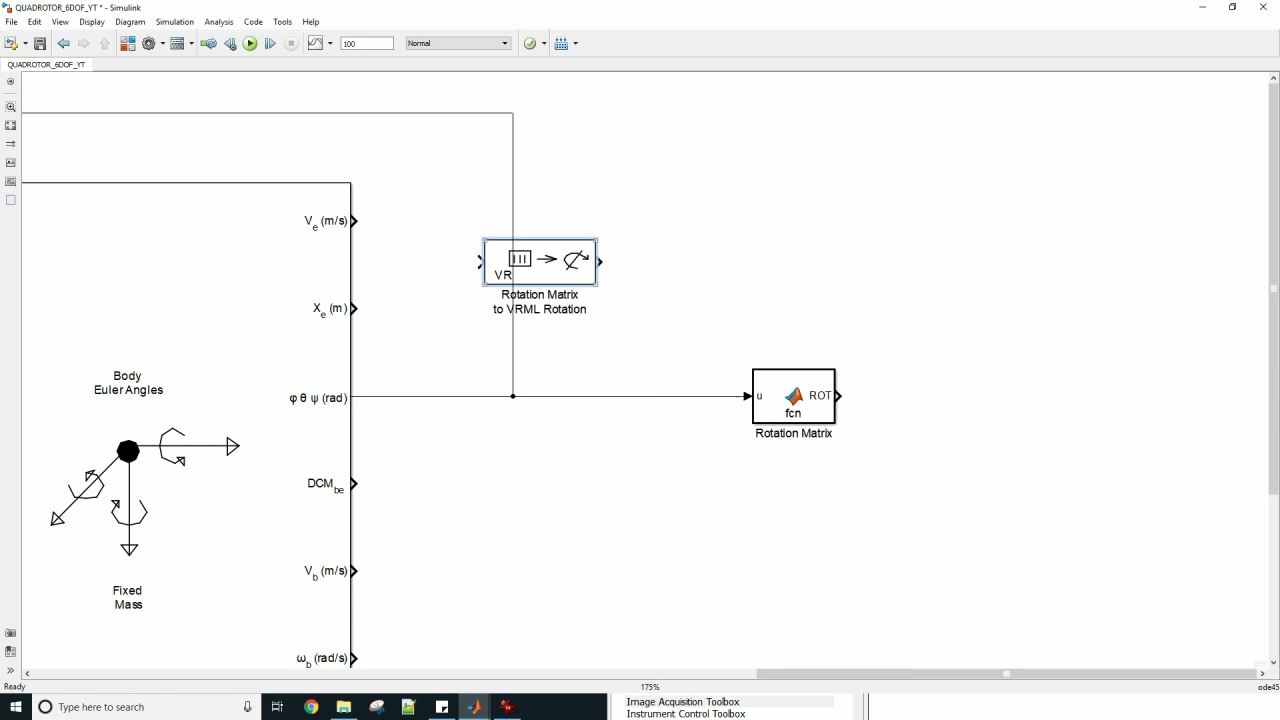 QUADROTOR_6DOF_YT * - Simulink
File Edit View Display Diagram Simulation Analysis Code Tools Help
100 Normal
QUADROTOR_6DOF_YT
Ve (m/s)
VR
Rotation Matrix
to VRML Rotation
Xe (m)
Body
Euler Angles
φ θ ψ (rad)
u ROT
fcn
Rotation Matrix
DCMbe
Vb (m/s)
Fixed
Mass
ωb (rad/s)
Ready 175% ode45
Type here to search
Image Acquisition Toolbox
Instrument Control Toolbox